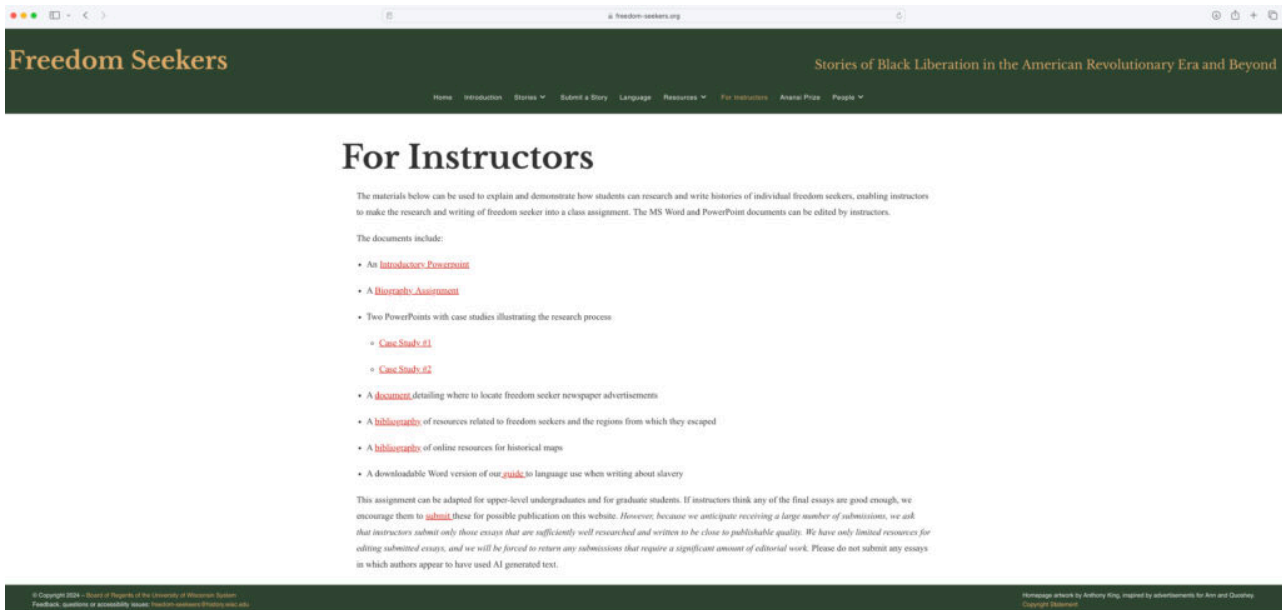 freedom-seekers.org
Freedom Seekers
Stories of Black Liberation in the American Revolutionary Era and Beyond
Home Introduction Stories Submit a Story Language Resources For Instructors Anansi Prize People
For Instructors
The materials below can be used to explain and demonstrate how students can research and write histories of individual freedom seekers, enabling instructors
to make the research and writing of freedom seeker into a class assignment. The MS Word and PowerPoint documents can be edited by instructors.
The documents include:
• An Introductory Powerpoint
• A Biography Assignment
• Two PowerPoints with case studies illustrating the research process
◦ Case Study #1
◦ Case Study #2
• A document detailing where to locate freedom seeker newspaper advertisements
• A bibliography of resources related to freedom seekers and the regions from which they escaped
• A bibliography of online resources for historical maps
• A downloadable Word version of our guide to language use when writing about slavery
This assignment can be adapted for upper-level undergraduates and for graduate students. If instructors think any of the final essays are good enough, we
encourage them to submit these for possible publication on this website. However, because we anticipate receiving a large number of submissions, we ask
that instructors submit only those essays that are sufficiently well researched and written to be close to publishable quality. We have only limited resources for
editing submitted essays, and we will be forced to return any submissions that require a significant amount of editorial work. Please do not submit any essays
in which authors appear to have used AI generated text.
© Copyright 2024 – Board of Regents of the University of Wisconsin System
Feedback, questions or accessibility issues: freedom-seekers@history.wisc.edu
Homepage artwork by Anthony King, inspired by advertisements for Ann and Quashey.
Copyright Statement